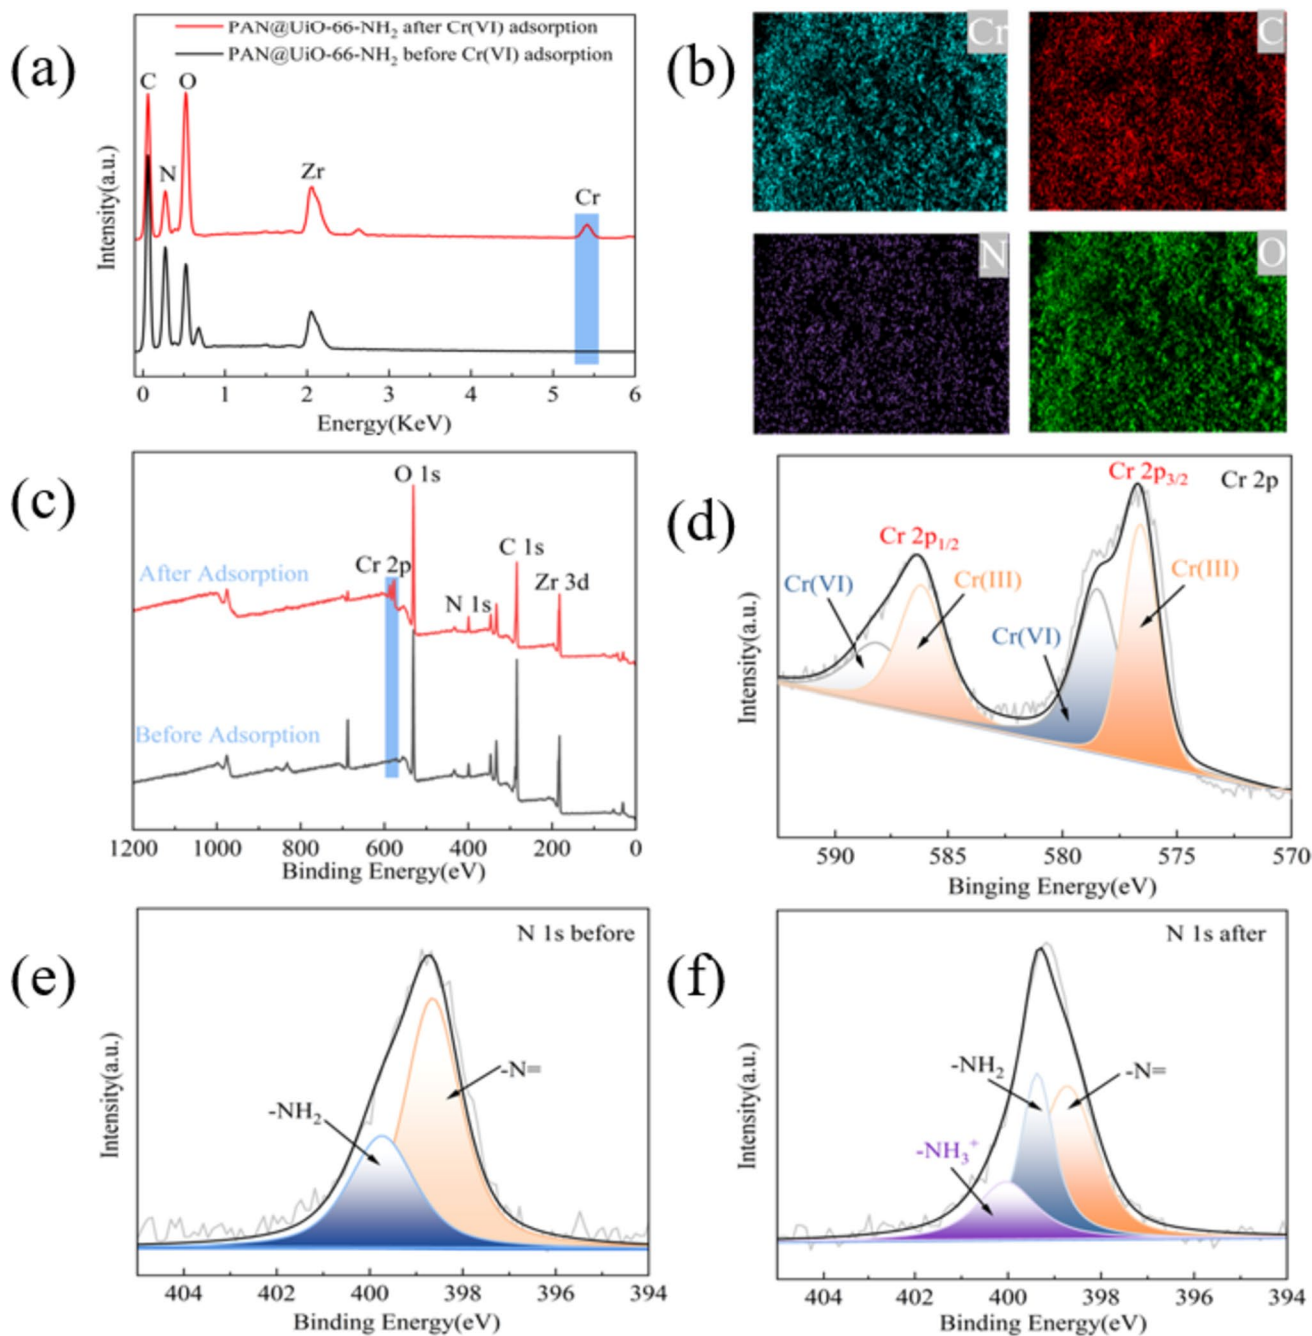 (a)
PAN@UiO-66-NH₂ after Cr(VI) adsorption
PAN@UiO-66-NH₂ before Cr(VI) adsorption
C
O
N
Zr
Cr
Intensity(a.u.)
0 1 2 3 4 5 6
Energy(KeV)
(b)
Cr
C
N
O
(c)
O 1s
Cr 2p
C 1s
After Adsorption
N 1s
Zr 3d
Before Adsorption
Intensity(a.u.)
1200 1000 800 600 400 200 0
Binding Energy(eV)
(d)
Cr 2p
Cr 2p₃/₂
Cr 2p₁/₂
Cr(VI)
Cr(III)
Cr(VI)
Cr(III)
Intensity(a.u.)
590 585 580 575 570
Binging Energy(eV)
(e)
N 1s before
-N=
-NH₂
Intensity(a.u.)
404 402 400 398 396 394
Binding Energy(eV)
(f)
N 1s after
-NH₂
-N=
-NH₃⁺
Intensity(a.u.)
404 402 400 398 396 394
Binding Energy(eV)